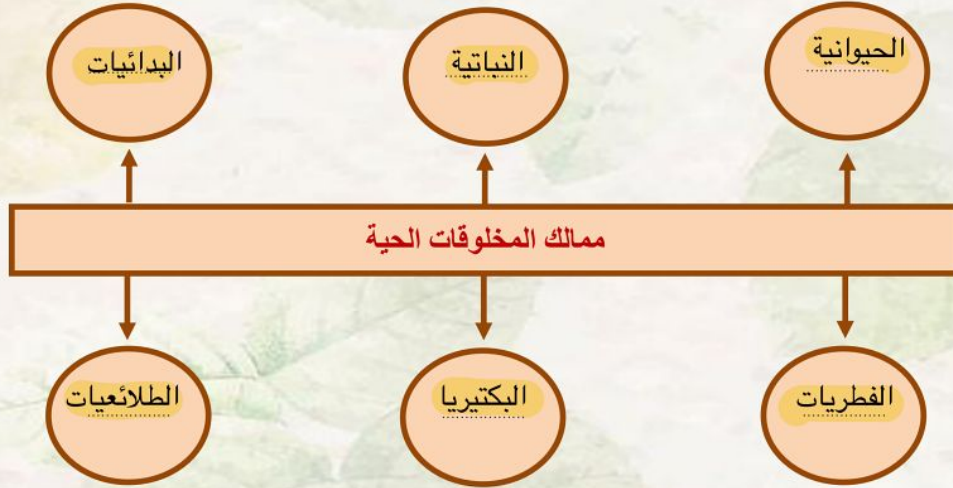 الحيوانية
النباتية
البدائيات
ممالك المخلوقات الحية
الفطريات
البكتيريا
الطلائعيات